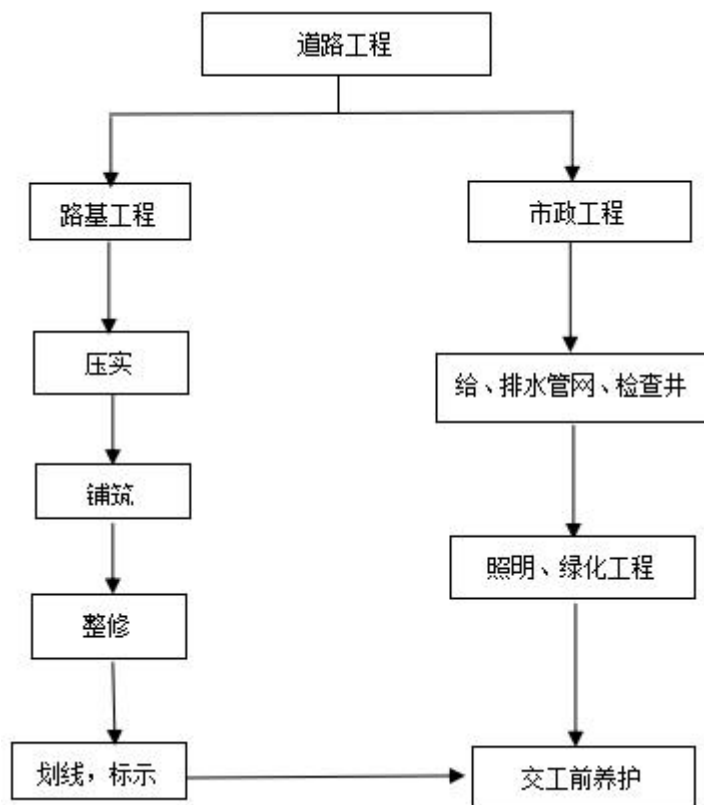 道路工程
路基工程
市政工程
压实
给、排水管网、检查井
铺筑
照明、绿化工程
整修
划线，标示
交工前养护